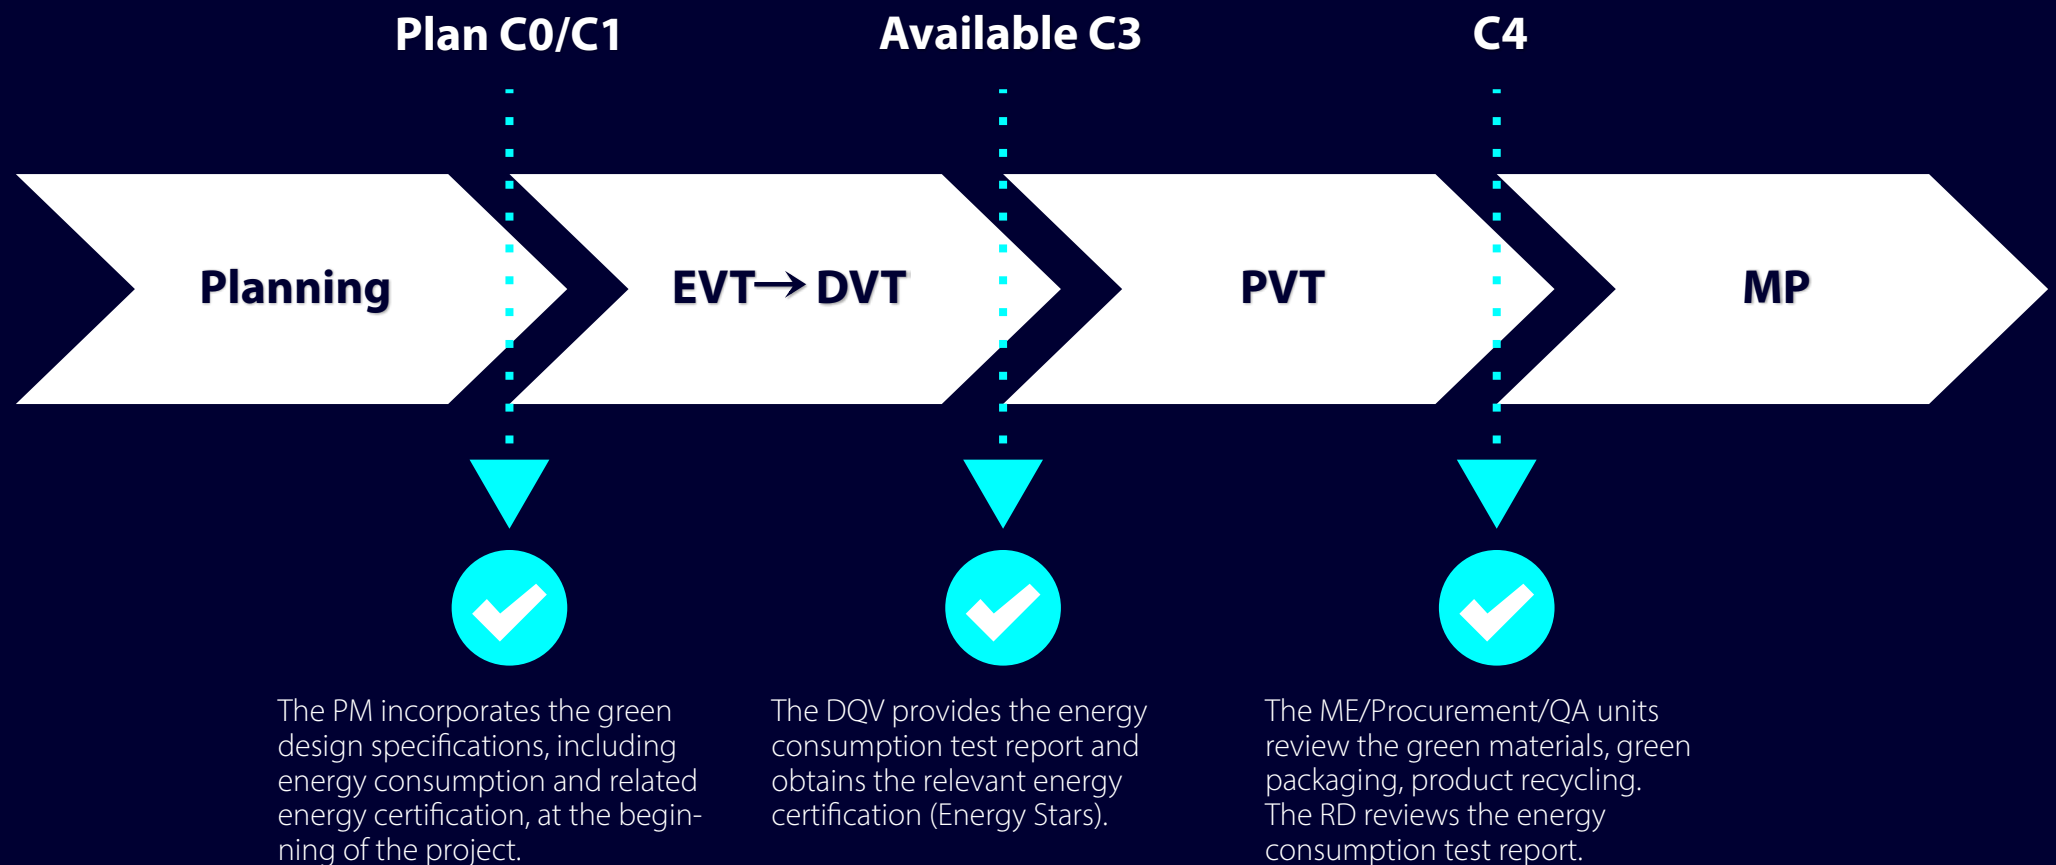 Plan C0/C1
Available C3
C4
Planning
EVT→ DVT
PVT
MP
The PM incorporates the green
design specifications, including
energy consumption and related
energy certification, at the begin-
ning of the project.
The DQV provides the energy
consumption test report and
obtains the relevant energy
certification (Energy Stars).
The ME/Procurement/QA units
review the green materials, green
packaging, product recycling.
The RD reviews the energy
consumption test report.